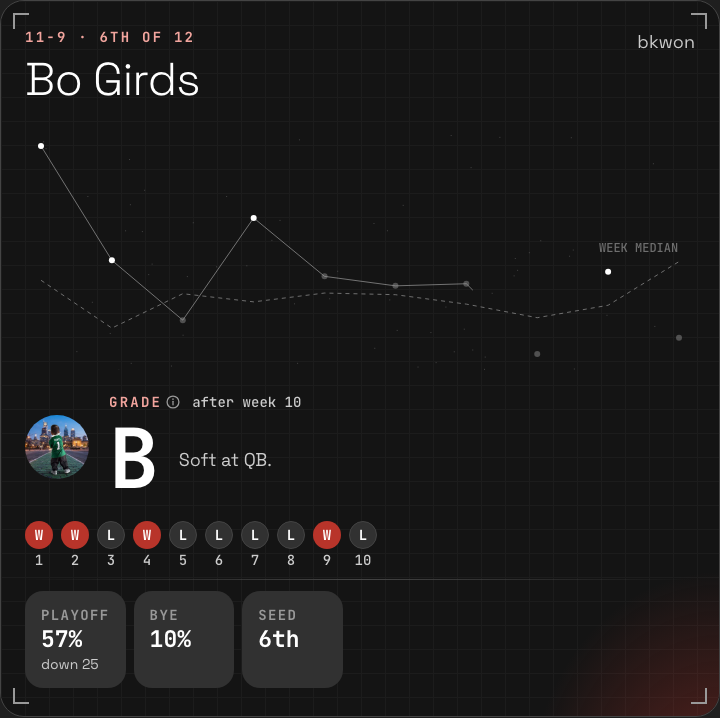 11-9 · 6TH OF 12
bkwon
Bo Girds
WEEK MEDIAN
GRADE after week 10
B Soft at QB.
W W L W L L L L W L
1 2 3 4 5 6 7 8 9 10
PLAYOFF BYE SEED
57% 10% 6th
down 25